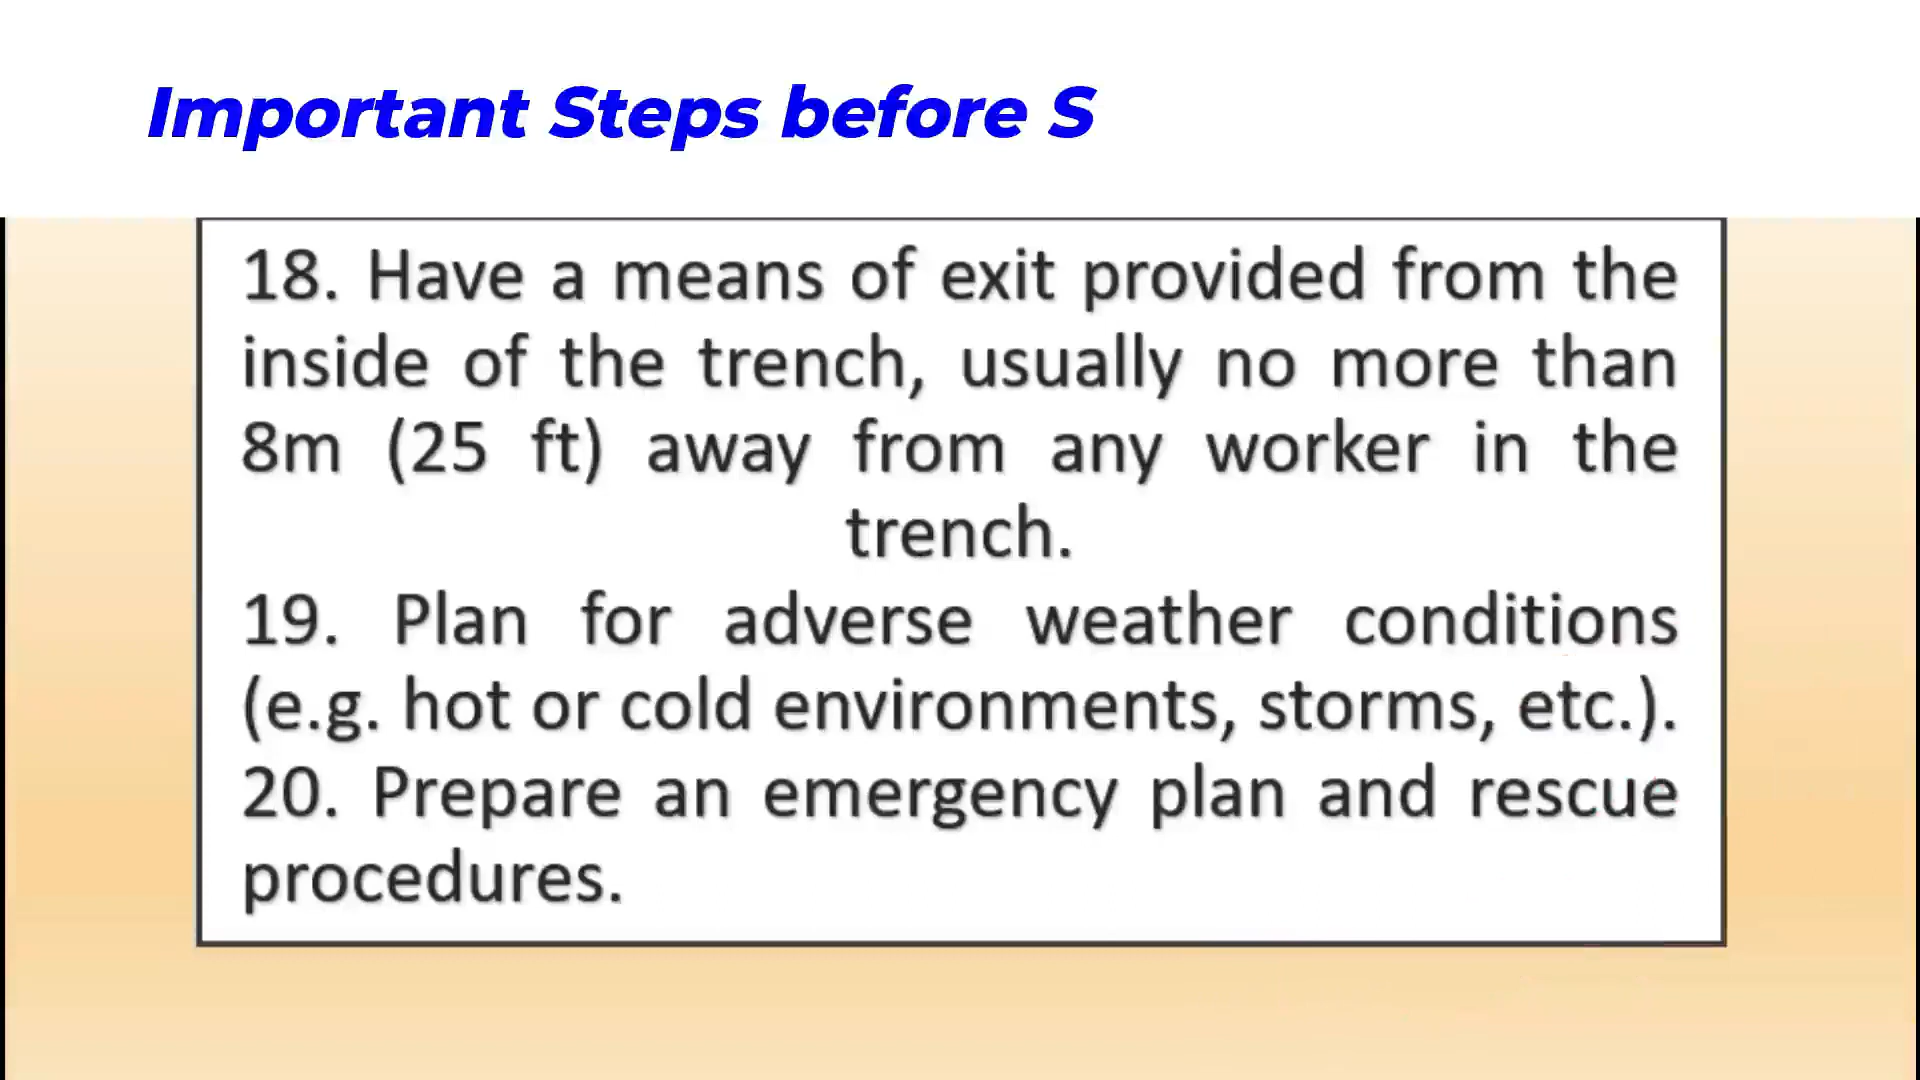 Important Steps before S
18. Have a means of exit provided from the
inside of the trench, usually no more than
8m (25 ft) away from any worker in the
trench.
19. Plan for adverse weather conditions
(e.g. hot or cold environments, storms, etc.).
20. Prepare an emergency plan and rescue
procedures.